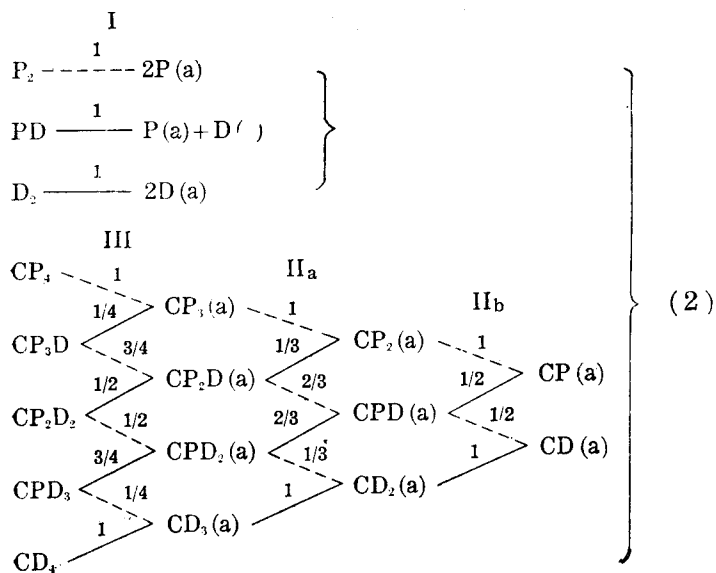 I
1
P₂ 2P(a)
1
PD P(a)+D( )
1
D₂ 2D(a)
III
CP₄ 1 IIa
1/4 CP₃(a) 1 IIb
CP₃D 3/4 1/3 CP₂(a) 1
1/2 CP₂D(a) 2/3 1/2 CP(a)
CP₂D₂ 1/2 2/3 CPD(a) 1/2
3/4 CPD₂(a) 1/3 1 CD(a)
CPD₃ 1/4 1 CD₂(a)
1 CD₃(a)
CD₄
(2)